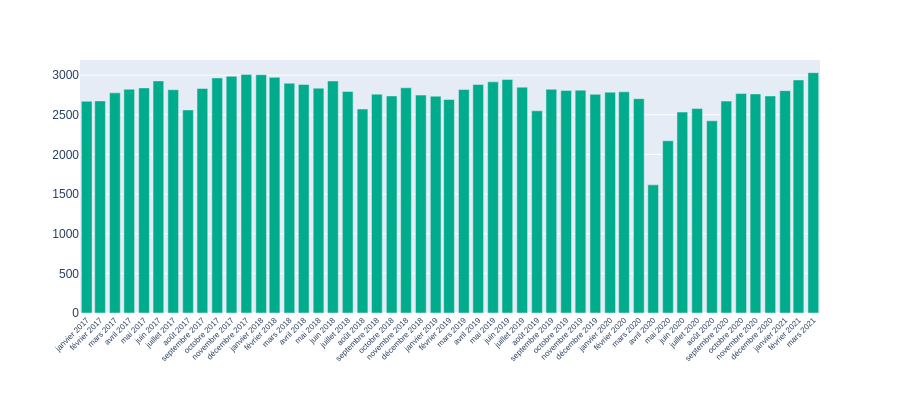 3000
2500
2000
1500
1000
500
0
janvier 2017
février 2017
mars 2017
avril 2017
mai 2017
juin 2017
juillet 2017
août 2017
septembre 2017
octobre 2017
novembre 2017
décembre 2017
janvier 2018
février 2018
mars 2018
avril 2018
mai 2018
juin 2018
juillet 2018
août 2018
septembre 2018
octobre 2018
novembre 2018
décembre 2018
janvier 2019
février 2019
mars 2019
avril 2019
mai 2019
juin 2019
juillet 2019
août 2019
septembre 2019
octobre 2019
novembre 2019
décembre 2019
janvier 2020
février 2020
mars 2020
avril 2020
mai 2020
juin 2020
juillet 2020
août 2020
septembre 2020
octobre 2020
novembre 2020
décembre 2020
janvier 2021
février 2021
mars 2021